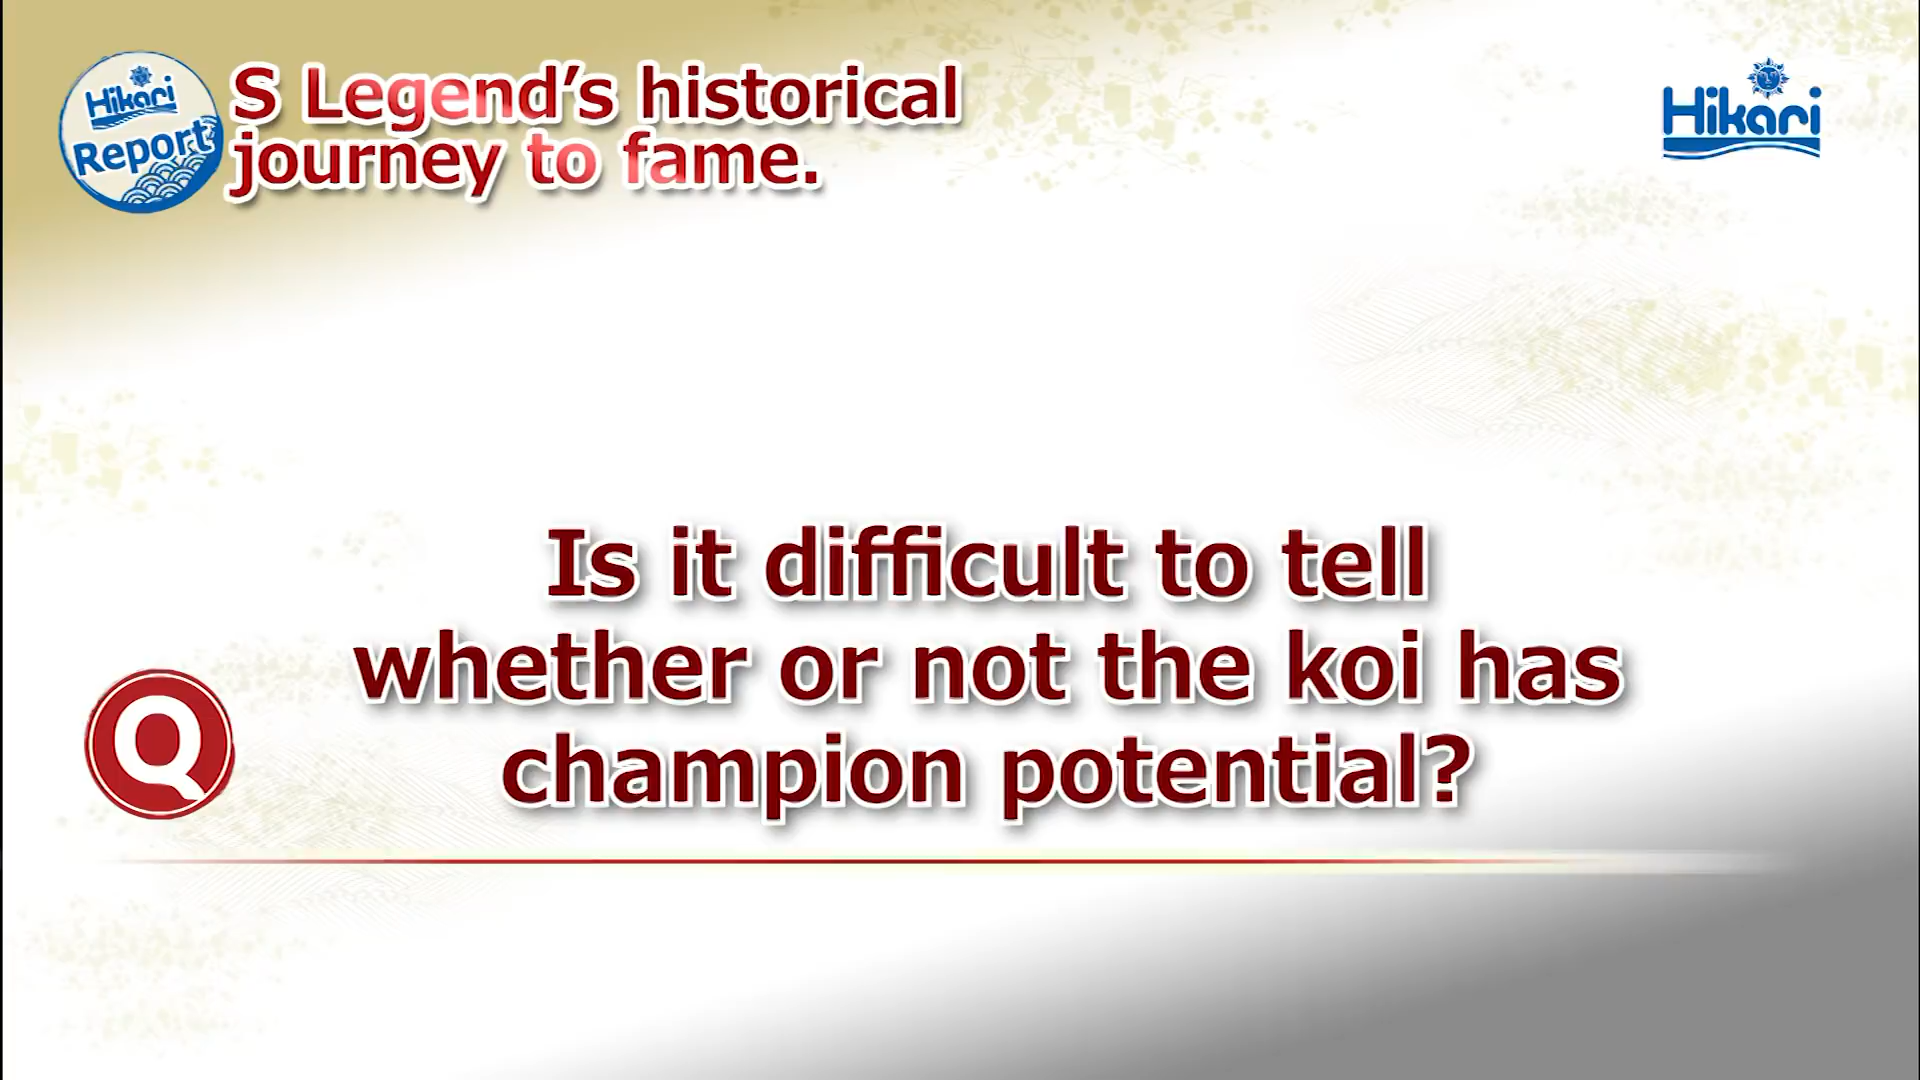 Hikari
Report
S Legend’s historical
journey to fame.
Hikari
Is it difficult to tell
whether or not the koi has
champion potential?
Q